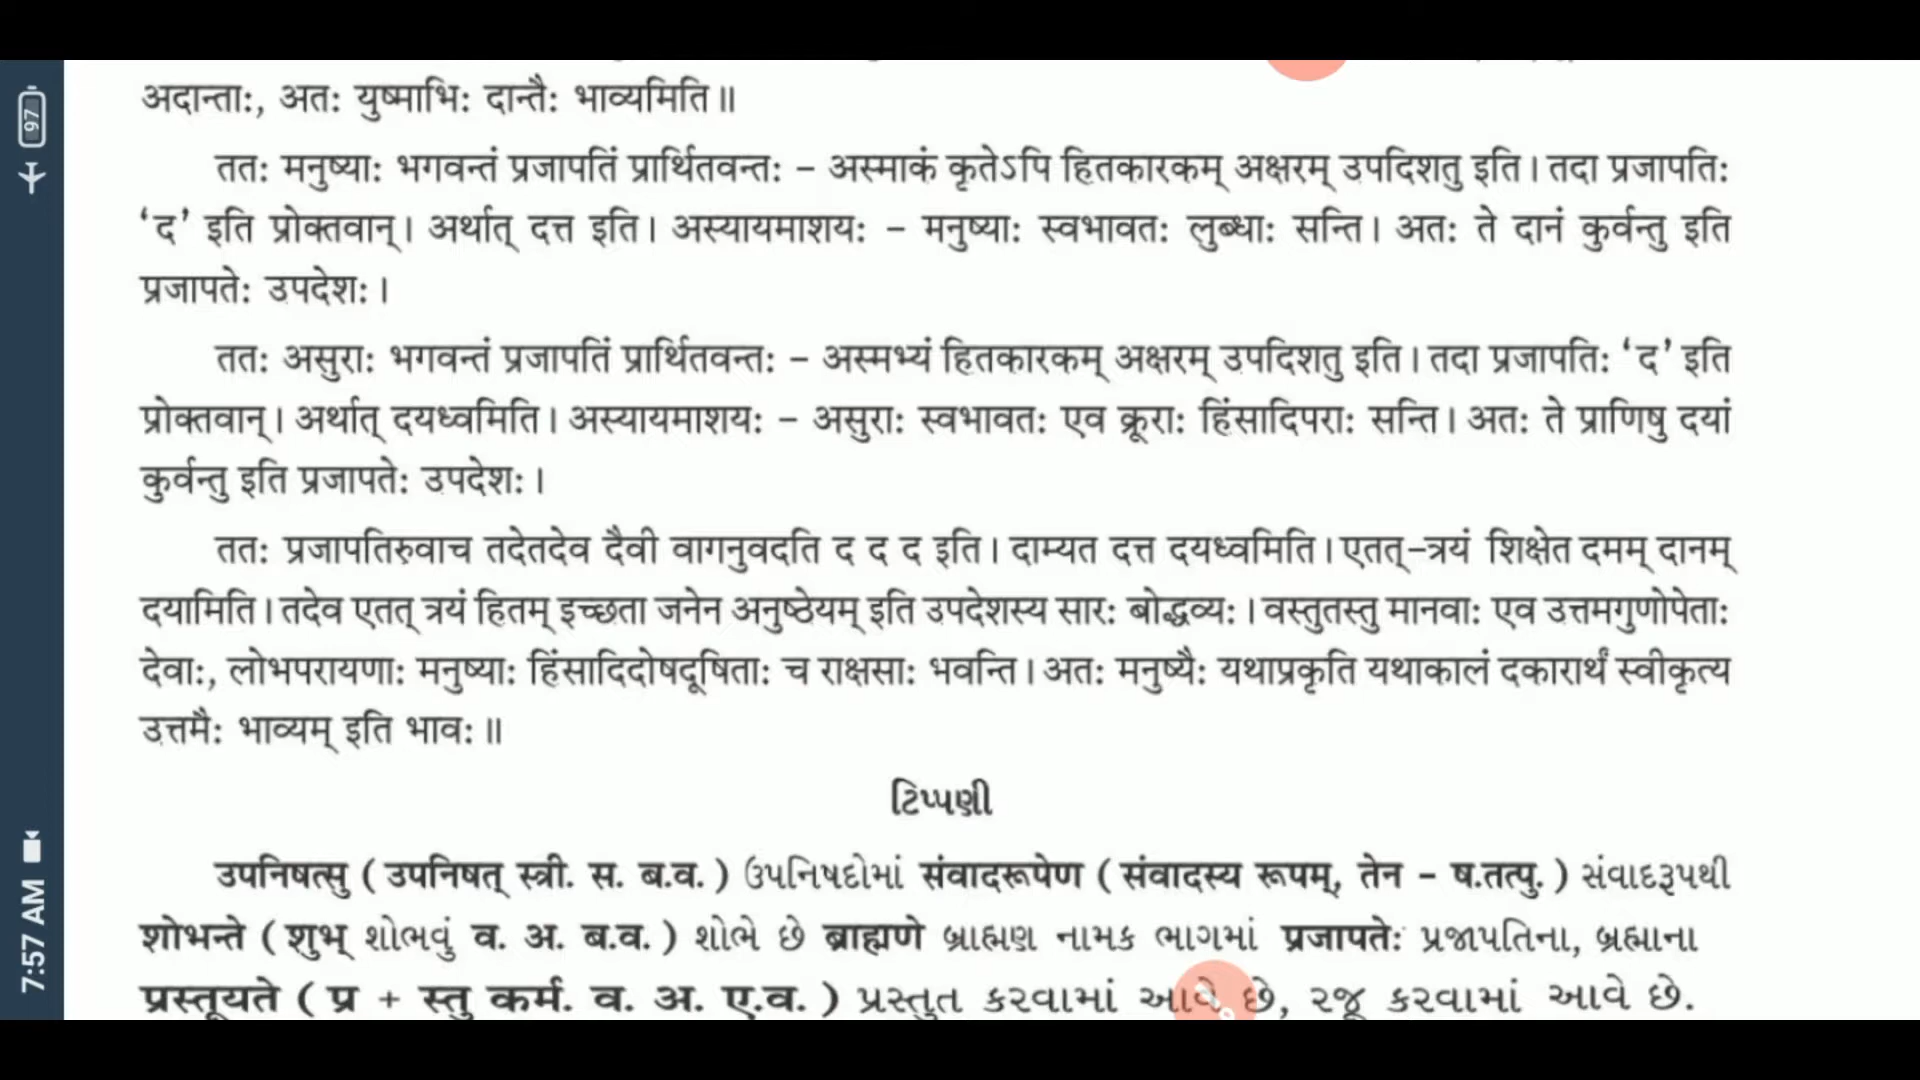 अदान्ताः, अतः युष्माभिः दान्तैः भाव्यमिति॥
ततः मनुष्याः भगवन्तं प्रजापतिं प्रार्थितवन्तः – अस्माकं कृतेऽपि हितकारकम् अक्षरम् उपदिशतु इति। तदा प्रजापतिः
‘द’ इति प्रोक्तवान्। अर्थात् दत्त इति। अस्यायमाशयः – मनुष्याः स्वभावतः लुब्धाः सन्ति। अतः ते दानं कुर्वन्तु इति
प्रजापतेः उपदेशः।
ततः असुराः भगवन्तं प्रजापतिं प्रार्थितवन्तः – अस्मभ्यं हितकारकम् अक्षरम् उपदिशतु इति। तदा प्रजापतिः ‘द’ इति
प्रोक्तवान्। अर्थात् दयध्वमिति। अस्यायमाशयः – असुराः स्वभावतः एव क्रूराः हिंसादिपराः सन्ति। अतः ते प्राणिषु दयां
कुर्वन्तु इति प्रजापतेः उपदेशः।
ततः प्रजापतिरुवाच तदेतदेव दैवी वागनुवदति द द द इति। दाम्यत दत्त दयध्वमिति। एतत्-त्रयं शिक्षेत दमम् दानम्
दयामिति। तदेव एतत् त्रयं हितम् इच्छता जनेन अनुष्ठेयम् इति उपदेशस्य सारः बोद्धव्यः। वस्तुतस्तु मानवाः एव उत्तमगुणोपेताः
देवाः, लोभपरायणाः मनुष्याः हिंसादिदोषदूषिताः च राक्षसाः भवन्ति। अतः मनुष्यैः यथाप्रकृति यथाकालं दकारार्थं स्वीकृत्य
उत्तमैः भाव्यम् इति भावः॥
ટિપ્પણી
उपनिषत्सु ( उपनिषत् स्त्री. स. ब.व. ) ઉપનિષદોમાં संवादरूपेण ( संवादस्य रूपम्, तेन – ष.तत्पु. ) સંવાદરૂપથી
शोभन्ते ( शुभ् શોભવું व. अ. ब.व. ) શોભે છે ब्राह्मणे બ્રાહ્મણ નામક ભાગમાં प्रजापतेः પ્રજાપતિના, બ્રહ્માના
प्रस्तूयते ( प्र + स्तु कर्म. व. अ. ए.व. ) પ્રસ્તુત કરવામાં આવે છે, રજૂ કરવામાં આવે છે.
97
7:57 AM